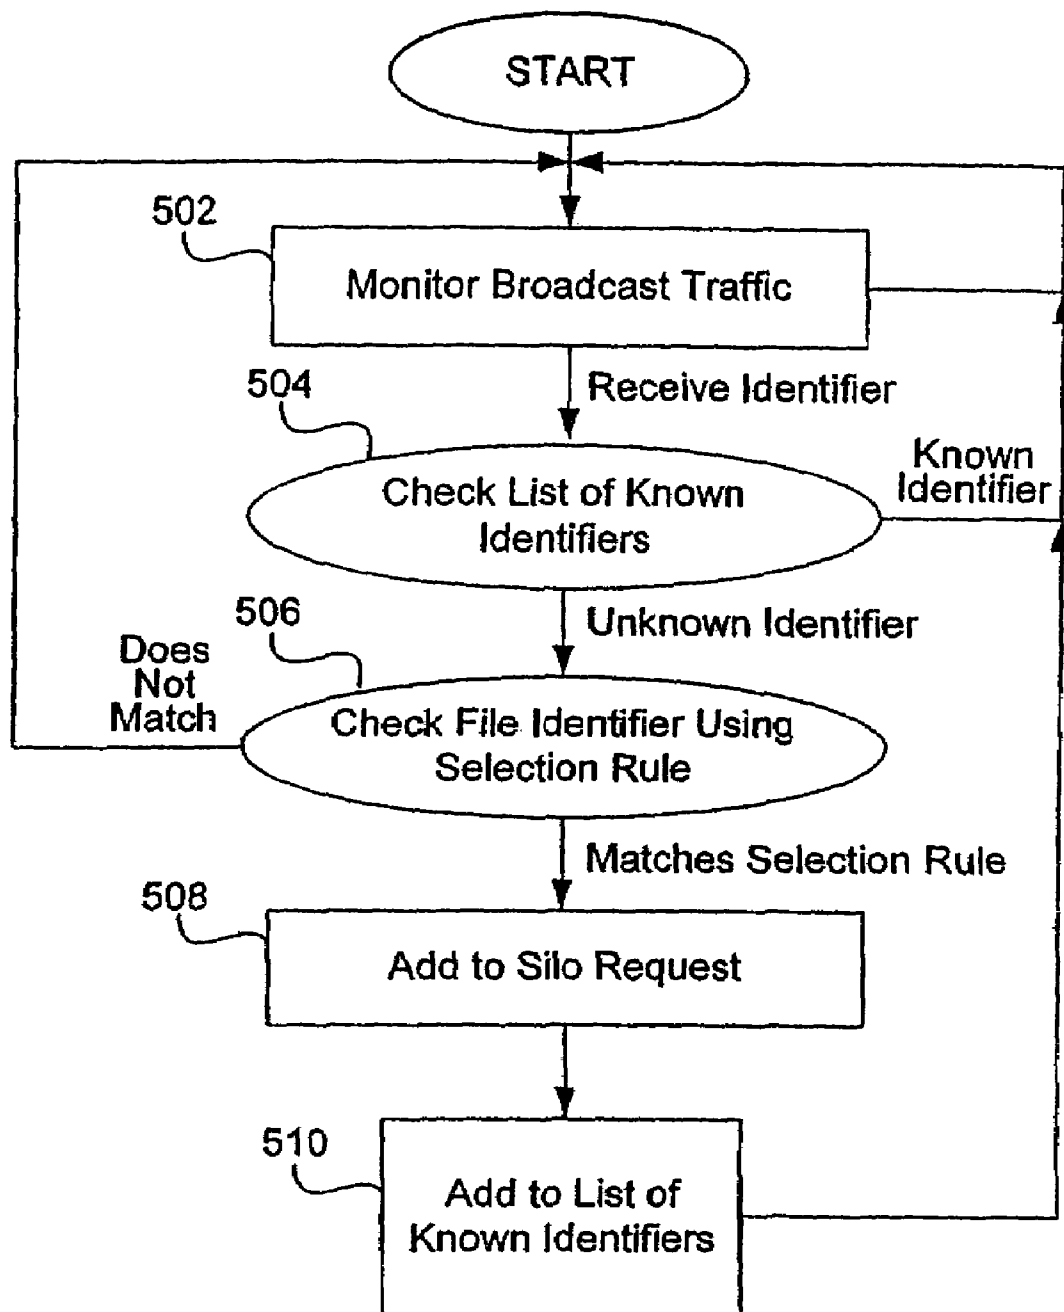 START
502
Monitor Broadcast Traffic
504
Receive Identifier
Known
Identifier
Check List of Known
Identifiers
506
Unknown Identifier
Does
Not
Match
Check File Identifier Using
Selection Rule
Matches Selection Rule
508
Add to Silo Request
510
Add to List of
Known Identifiers